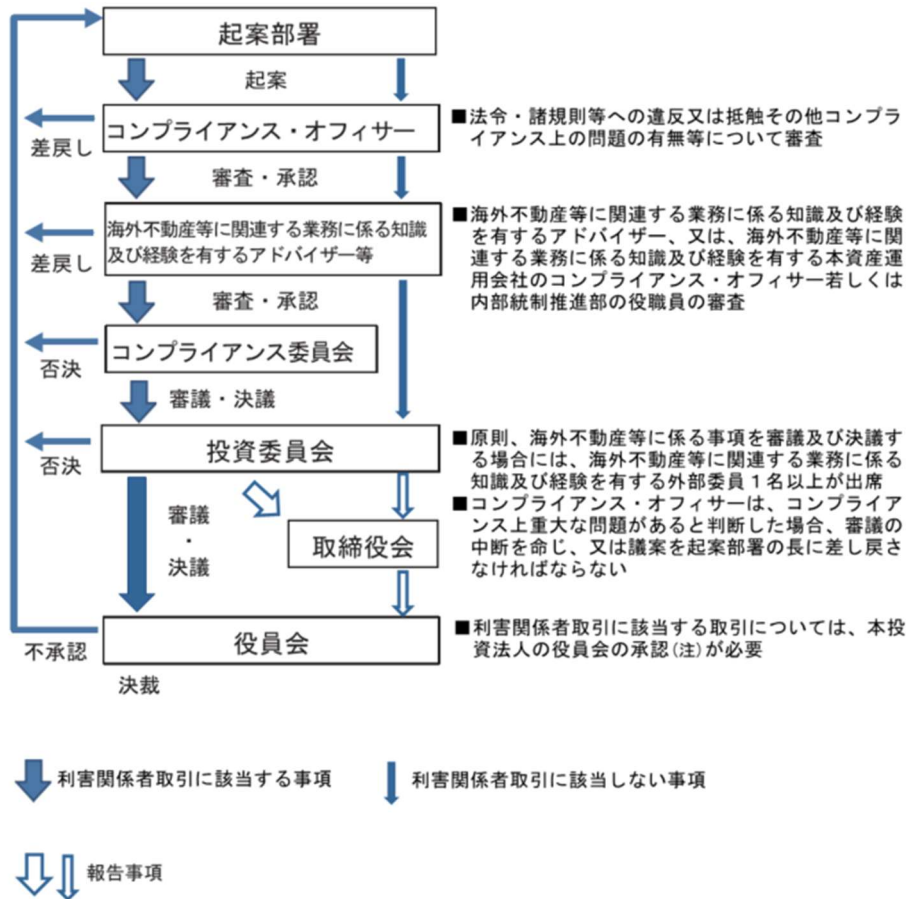 起案部署
起案
コンプライアンス・オフィサー
差戻し
審査・承認
■法令・諸規則等への違反又は抵触その他コンプラ
イアンス上の問題の有無等について審査
海外不動産等に関連する業務に係る知識
及び経験を有するアドバイザー等
差戻し
審査・承認
■海外不動産等に関連する業務に係る知識及び経験
を有するアドバイザー、又は、海外不動産等に関
連する業務に係る知識及び経験を有する本資産運
用会社のコンプライアンス・オフィサー若しくは
内部統制推進部の役職員の審査
コンプライアンス委員会
否決
審議・決議
投資委員会
否決
■原則、海外不動産等に係る事項を審議及び決議す
る場合には、海外不動産等に関連する業務に係る
知識及び経験を有する外部委員１名以上が出席
■コンプライアンス・オフィサーは、コンプライア
ンス上重大な問題があると判断した場合、審議の
中断を命じ、又は議案を起案部署の長に差し戻さ
なければならない
審議
・
決議
取締役会
役員会
不承認
決裁
■利害関係者取引に該当する取引については、本投
資法人の役員会の承認(注)が必要
利害関係者取引に該当する事項
利害関係者取引に該当しない事項
報告事項